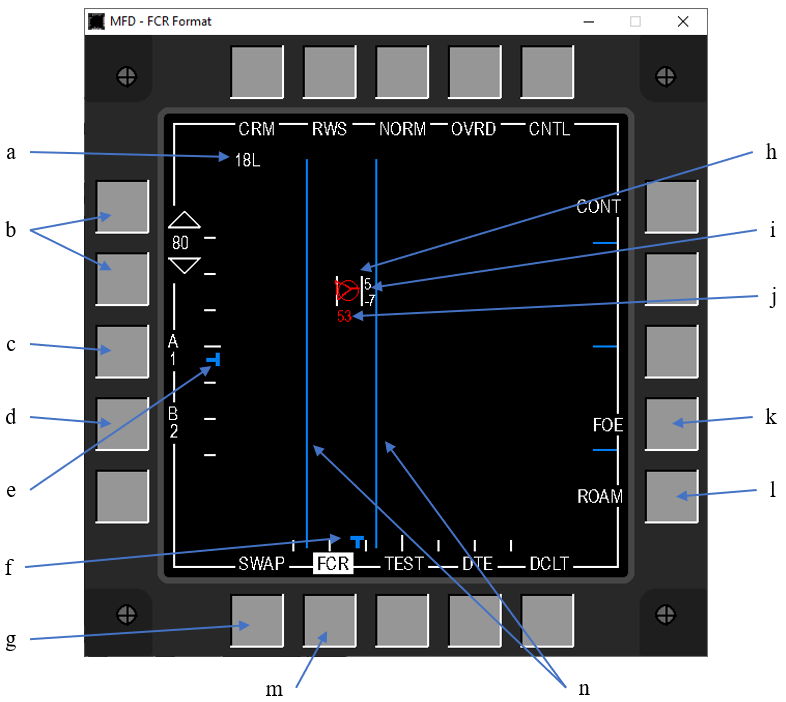 MFD - FCR Format
CRM RWS NORM OVRD CNTL
a
18L
h
CONT
b
80
i
5
-7
53
j
c
A
1
d
B
2
FOE
k
e
ROAM
l
f
SWAP FCR TEST DTE DCLT
g
m
n